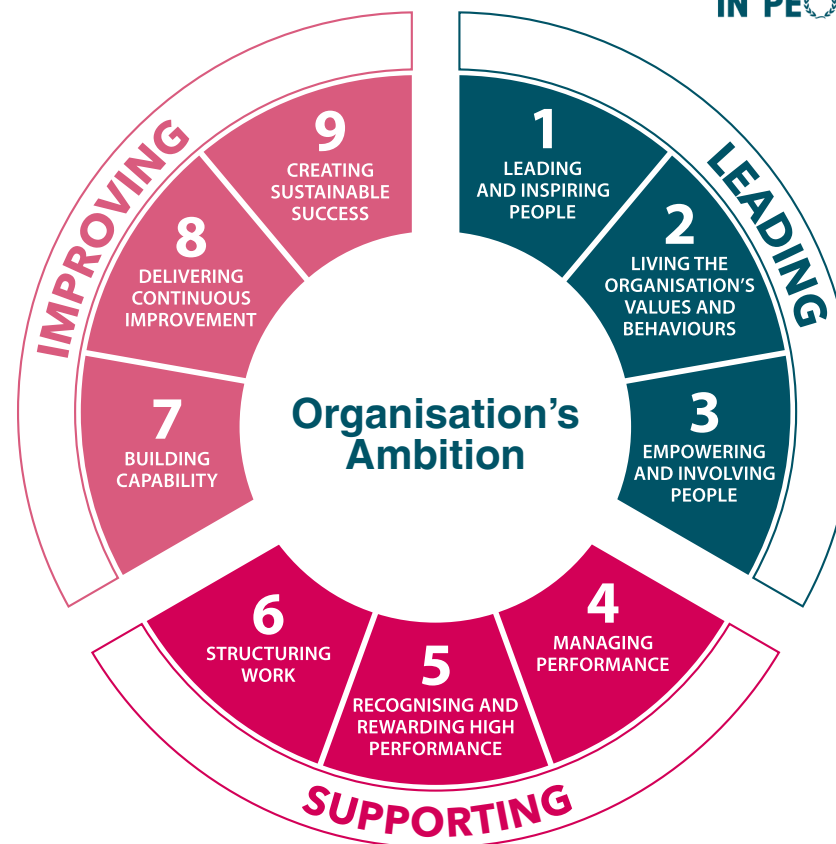 IN PE
LEADING
1
LEADING
AND INSPIRING
PEOPLE
2
LIVING THE
ORGANISATION'S
VALUES AND
BEHAVIOURS
3
EMPOWERING
AND INVOLVING
PEOPLE
SUPPORTING
4
MANAGING
PERFORMANCE
5
RECOGNISING AND
REWARDING HIGH
PERFORMANCE
6
STRUCTURING
WORK
IMPROVING
7
BUILDING
CAPABILITY
8
DELIVERING
CONTINUOUS
IMPROVEMENT
9
CREATING
SUSTAINABLE
SUCCESS
Organisation's
Ambition